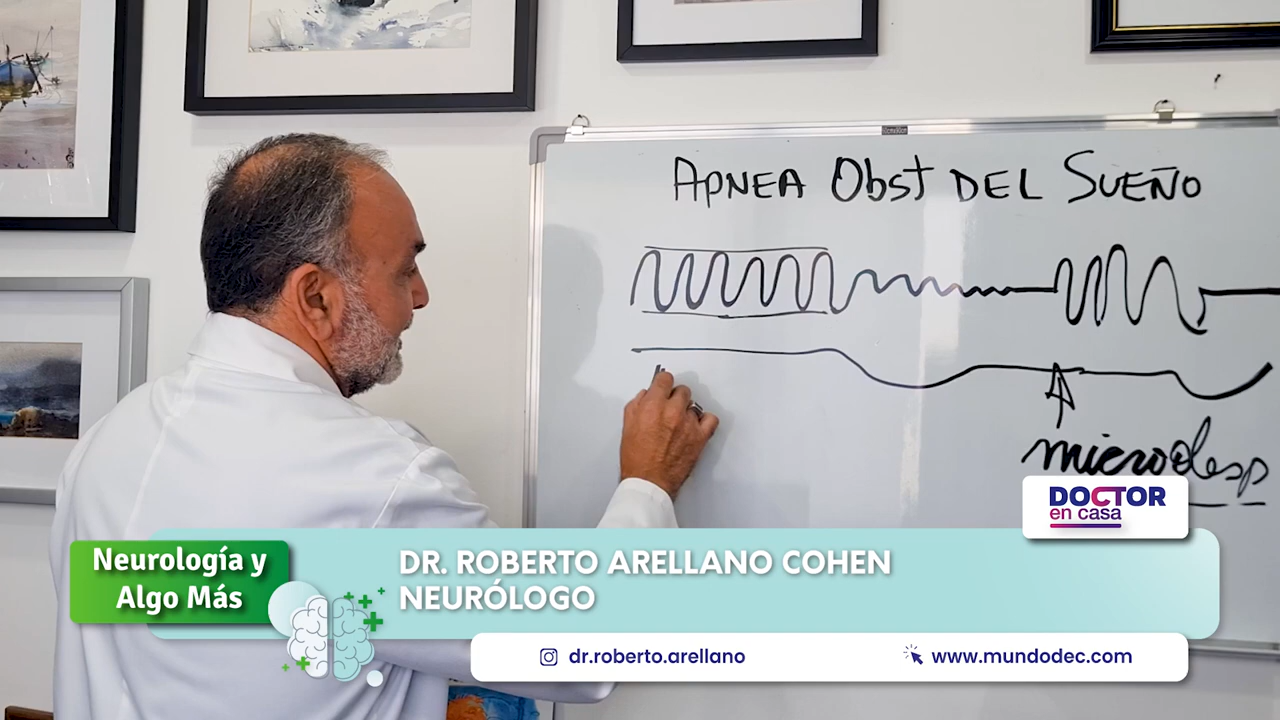 APNEA Obst DEL SUEÑO
microdesp
DOCTOR
en casa
Neurología y
Algo Más
DR. ROBERTO ARELLANO COHEN
NEURÓLOGO
dr.roberto.arellano
www.mundodec.com